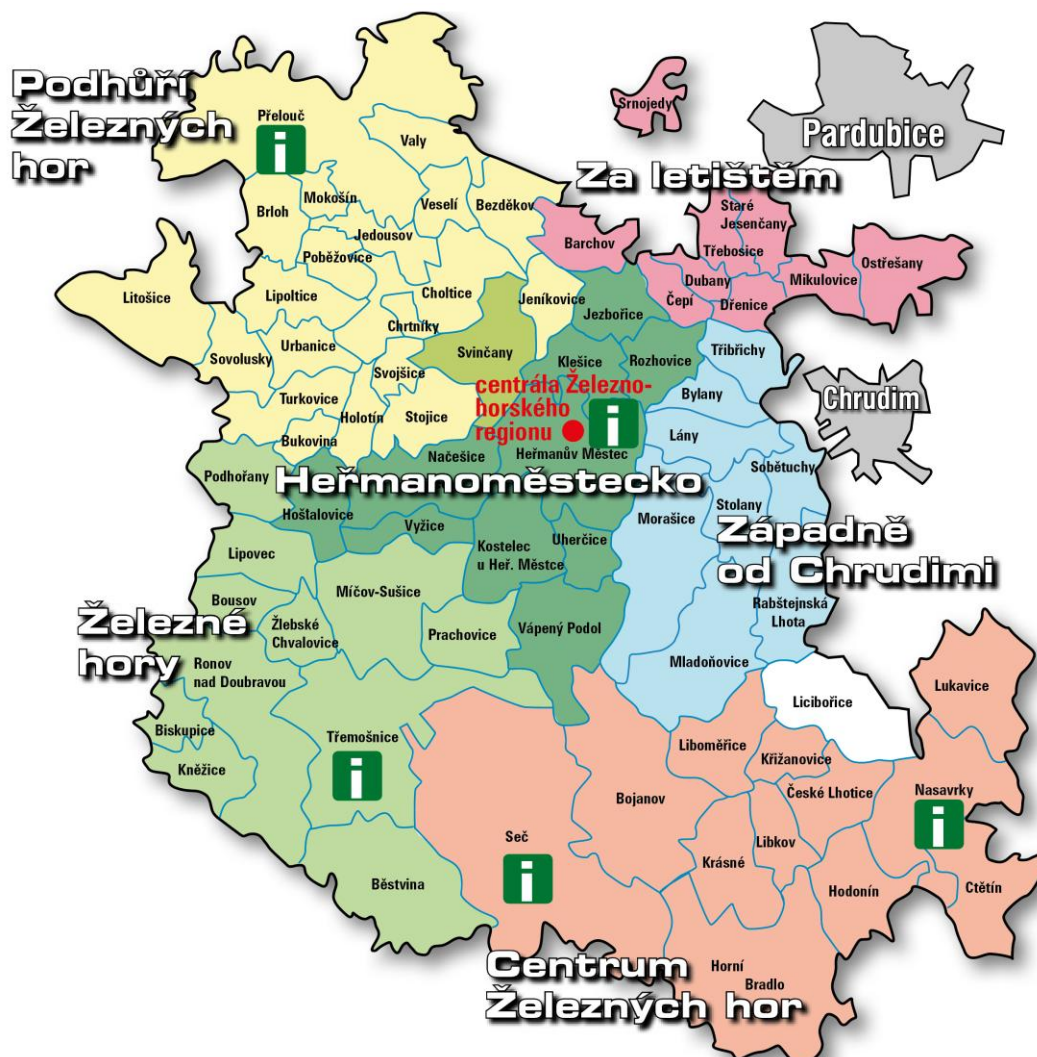 Podhůří
Železných
hor
Přelouč
i
Valy
Mokošín
Brloh
Veselí
Bezděkov
Jedousov
Poběžovice
Litošice
Lipoltice
Choltice
Jeníkovice
Chrtníky
Urbanice
Sovolusky
Svojšice
Svinčany
Turkovice
Holotín
Stojice
Bukovina
Srnojedy
Pardubice
Za letištěm
Staré
Jesenčany
Barchov
Třebosice
Ostřešany
Mikulovice
Dubany
Čepí
Dřenice
Jezbořice
Klešice
Rozhovice
Třibřichy
Bylany
Chrudim
centrála Železno-
horského
regionu
i
Heřmanův Městec
Načešice
Podhořany
Heřmanoměstecko
Hošťalovice
Vyžice
Kostelec
u Heř. Městce
Uherčice
Vápený Podol
Lány
Sobětuchy
Stolany
Morašice
Západně
od Chrudimi
Rabštejnská
Lhota
Mladoňovice
Lipovec
Bousov
Míčov-Sušice
Železné
hory
Žlebské
Chvalovice
Prachovice
Ronov
nad Doubravou
Biskupice
Kněžice
Třemošnice
i
Běstvina
Licibořice
Lukavice
Liboměřice
Křižanovice
České Lhotice
Nasavrky
i
Bojanov
Seč
i
Libkov
Krásné
Hodonín
Ctětín
Horní
Bradlo
Centrum
Železných hor